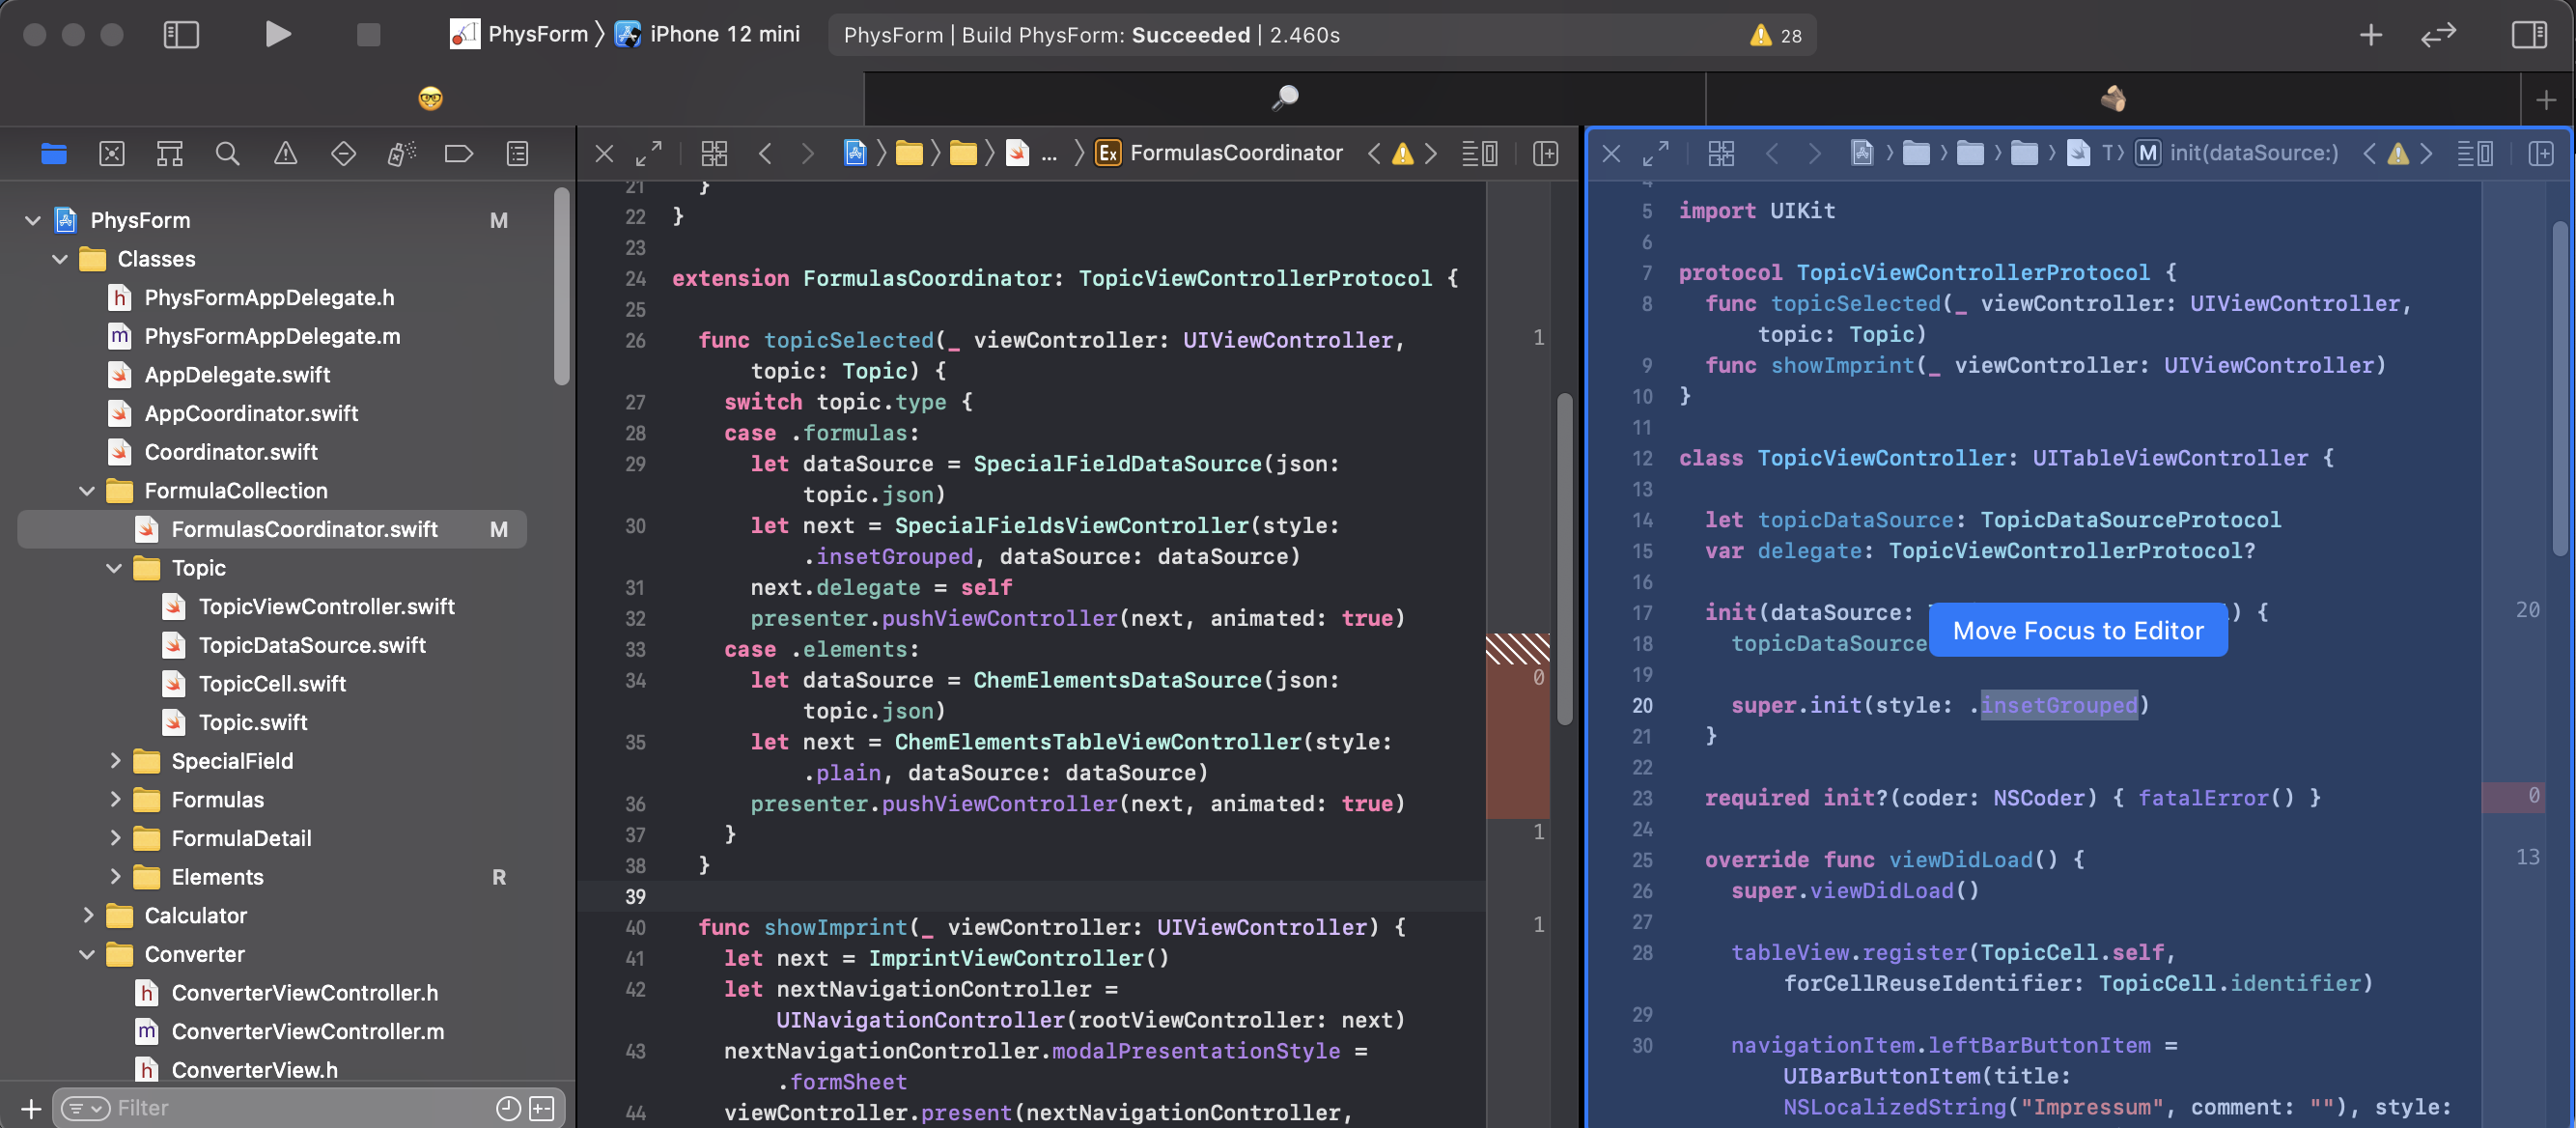 PhysForm
iPhone 12 mini
PhysForm | Build PhysForm: Succeeded | 2.460s
28
PhysForm M
Classes
PhysFormAppDelegate.h
PhysFormAppDelegate.m
AppDelegate.swift
AppCoordinator.swift
Coordinator.swift
FormulaCollection
FormulasCoordinator.swift M
Topic
TopicViewController.swift
TopicDataSource.swift
TopicCell.swift
Topic.swift
SpecialField
Formulas
FormulaDetail
Elements R
Calculator
Converter
ConverterViewController.h
ConverterViewController.m
ConverterView.h
Filter
... Ex FormulasCoordinator
21 }
22 }
23
24 extension FormulasCoordinator: TopicViewControllerProtocol {
25
26 func topicSelected(_ viewController: UIViewController, 1
topic: Topic) {
27 switch topic.type {
28 case .formulas:
29 let dataSource = SpecialFieldDataSource(json:
topic.json)
30 let next = SpecialFieldsViewController(style:
.insetGrouped, dataSource: dataSource)
31 next.delegate = self
32 presenter.pushViewController(next, animated: true)
33 case .elements:
34 let dataSource = ChemElementsDataSource(json: 0
topic.json)
35 let next = ChemElementsTableViewController(style:
.plain, dataSource: dataSource)
36 presenter.pushViewController(next, animated: true)
37 } 1
38 }
39
40 func showImprint(_ viewController: UIViewController) { 1
41 let next = ImprintViewController()
42 let nextNavigationController =
UINavigationController(rootViewController: next)
43 nextNavigationController.modalPresentationStyle =
.formSheet
44 viewController.present(nextNavigationController,
T M init(dataSource:)
4
5 import UIKit
6
7 protocol TopicViewControllerProtocol {
8 func topicSelected(_ viewController: UIViewController,
topic: Topic)
9 func showImprint(_ viewController: UIViewController)
10 }
11
12 class TopicViewController: UITableViewController {
13
14 let topicDataSource: TopicDataSourceProtocol
15 var delegate: TopicViewControllerProtocol?
16
17 init(dataSource: ) { 20
Move Focus to Editor
18 topicDataSource
19
20 super.init(style: .insetGrouped)
21 }
22
23 required init?(coder: NSCoder) { fatalError() } 0
24
25 override func viewDidLoad() { 13
26 super.viewDidLoad()
27
28 tableView.register(TopicCell.self,
forCellReuseIdentifier: TopicCell.identifier)
29
30 navigationItem.leftBarButtonItem =
UIBarButtonItem(title:
NSLocalizedString("Impressum", comment: ""), style: